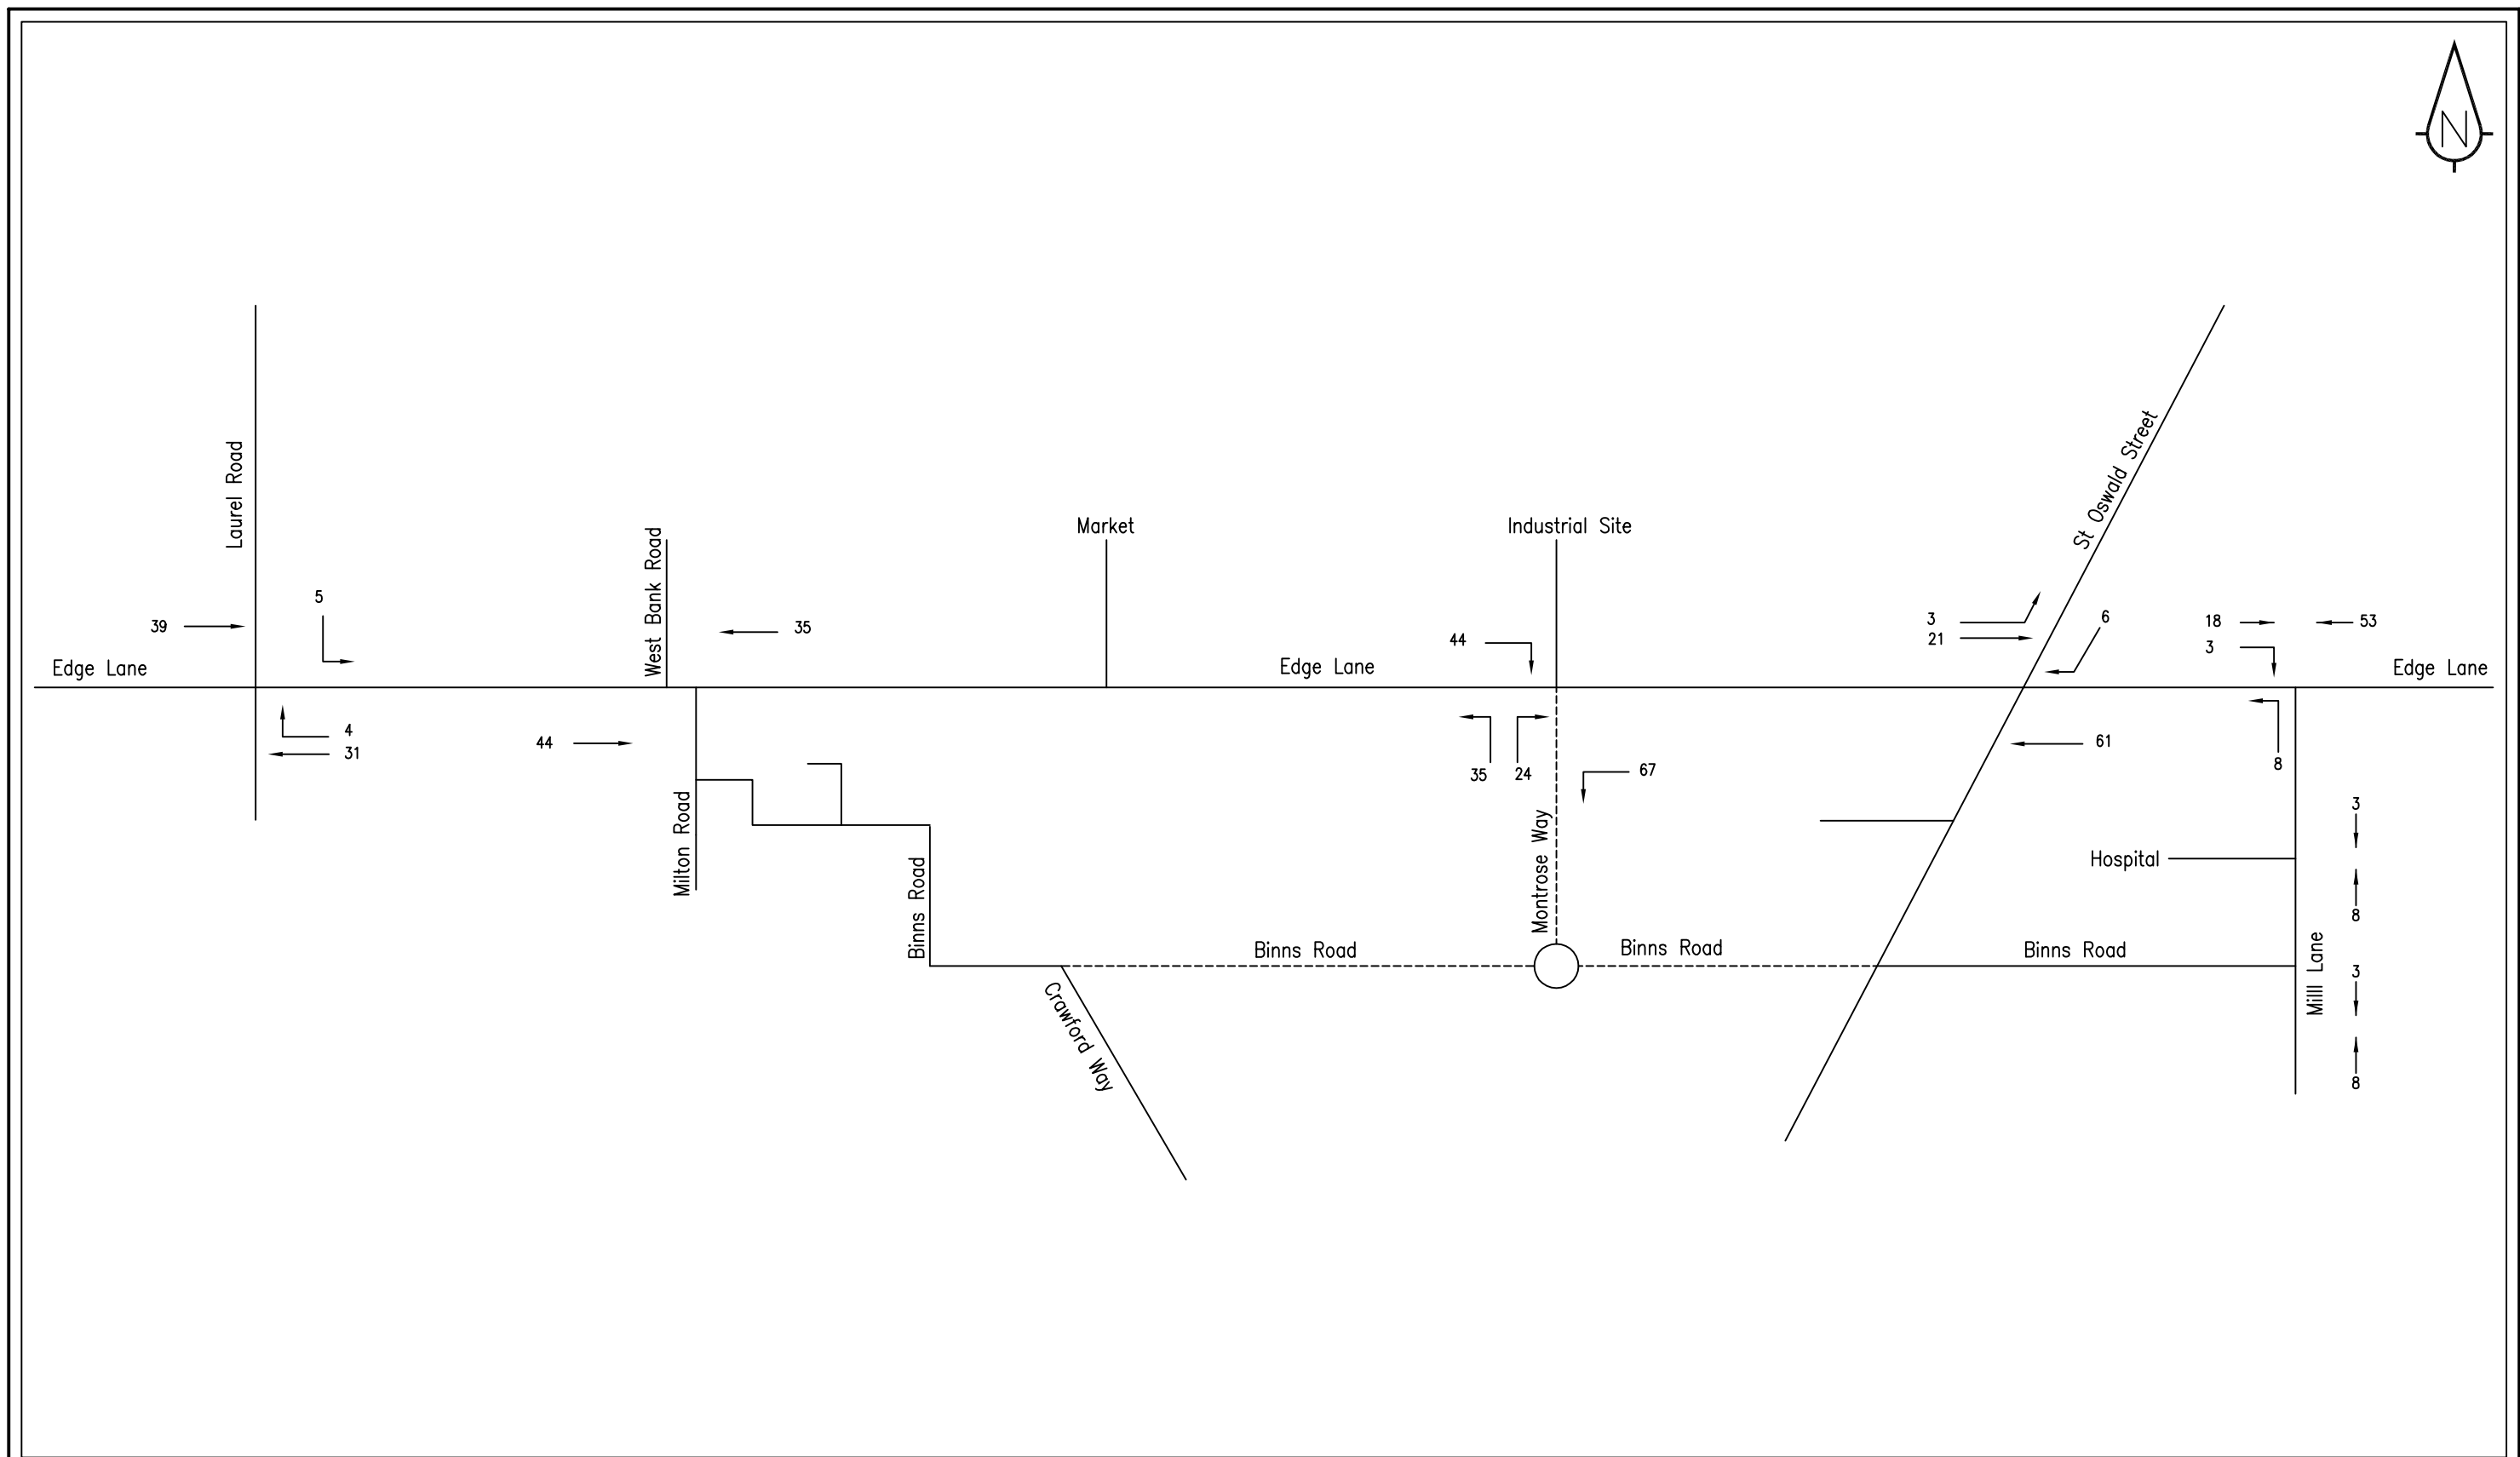 N
Laurel Road
St Oswald Street
Market
Industrial Site
West Bank Road
5
39
35
44
3
21
6
18
53
3
Edge Lane
Edge Lane
Edge Lane
4
31
44
35
24
67
61
8
Milton Road
Binns Road
Montrose Way
3
Hospital
8
Binns Road
Binns Road
Binns Road
Crawford Way
Milll Lane
3
8